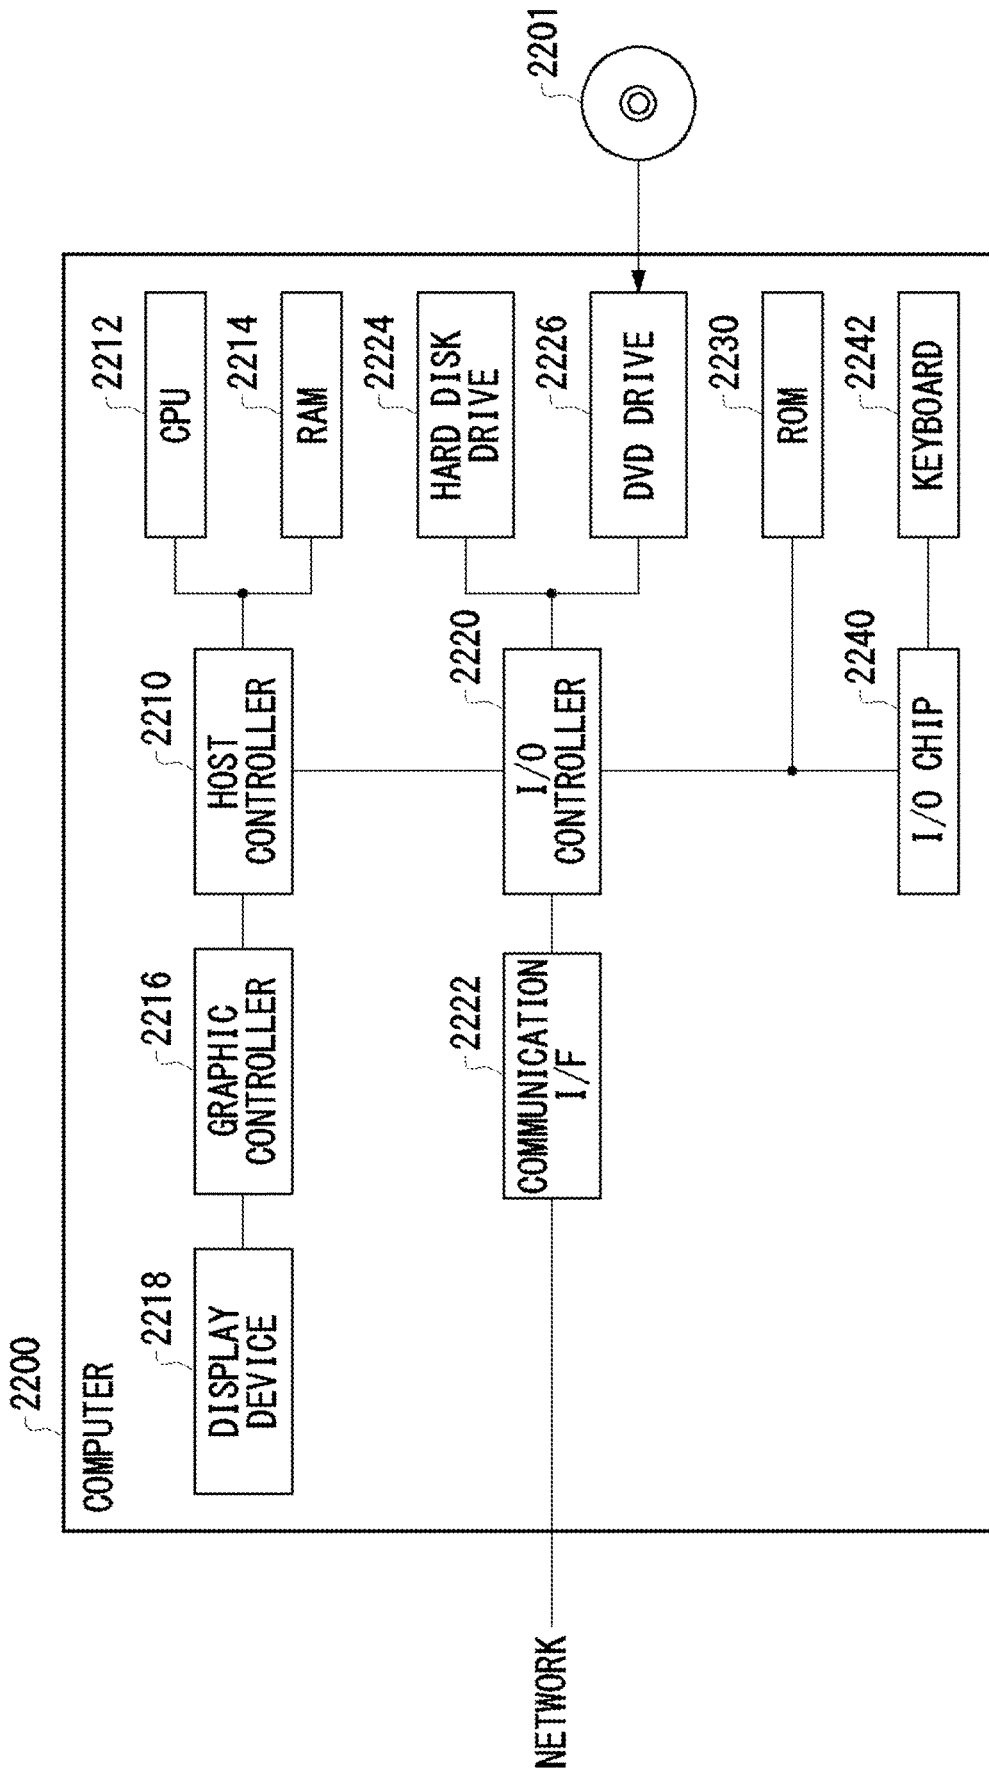 2200
COMPUTER
2218
DISPLAY
DEVICE
2216
GRAPHIC
CONTROLLER
2210
HOST
CONTROLLER
2212
CPU
2214
RAM
NETWORK
2222
COMMUNICATION
I/F
2220
I/O
CONTROLLER
2224
HARD DISK
DRIVE
2226
DVD DRIVE
2201
2230
ROM
2240
I/O CHIP
2242
KEYBOARD